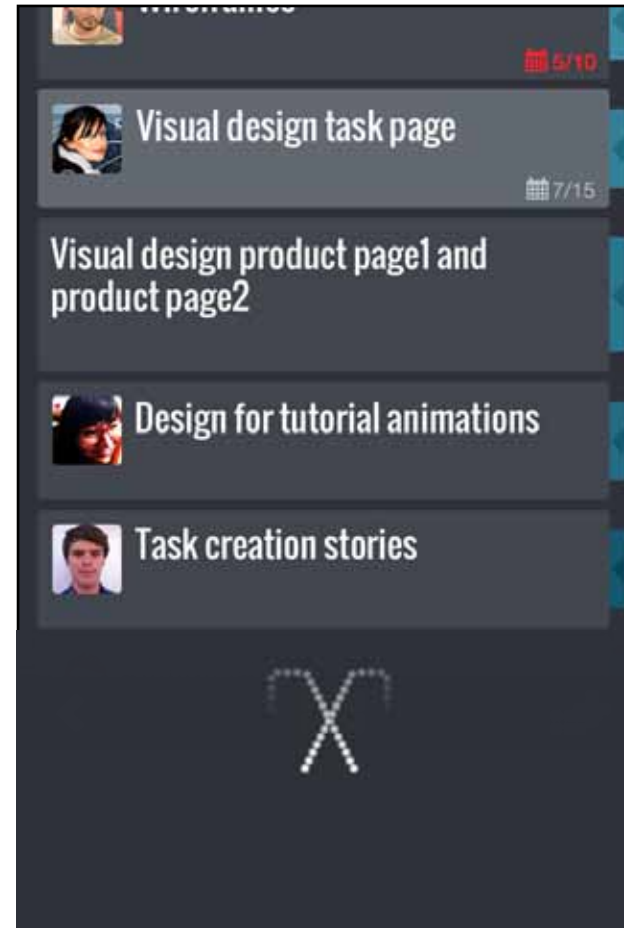 Wireframes
5/10
Visual design task page
7/15
Visual design product page1 and
product page2
Design for tutorial animations
Task creation stories